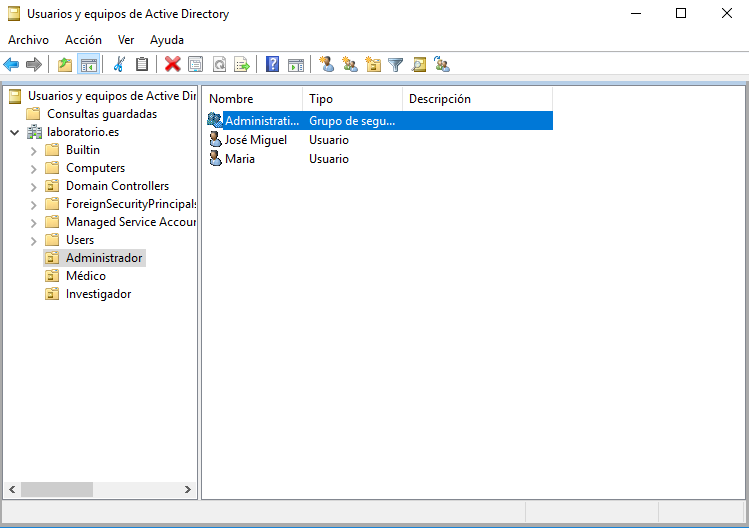 Usuarios y equipos de Active Directory
Archivo Acción Ver Ayuda
Usuarios y equipos de Active Dir
Consultas guardadas
laboratorio.es
Builtin
Computers
Domain Controllers
ForeignSecurityPrincipals
Managed Service Accour
Users
Administrador
Médico
Investigador
Nombre Tipo Descripción
Administrati... Grupo de segu...
José Miguel Usuario
Maria Usuario